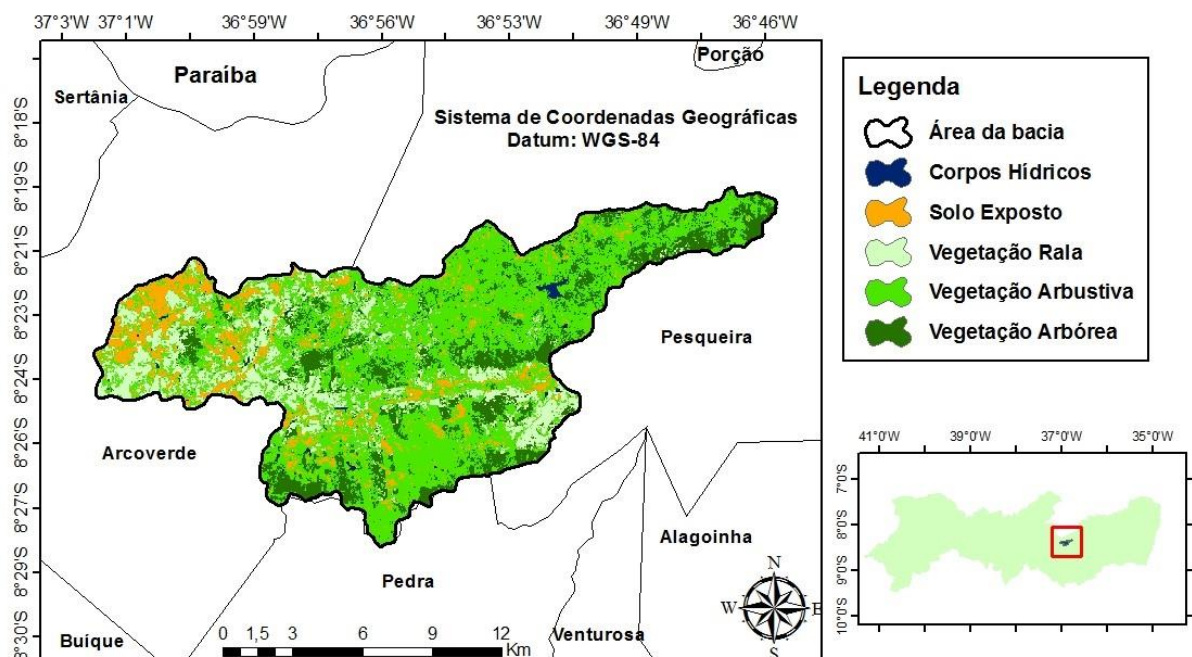 37°3'W 37°1'W 36°59'W 36°56'W 36°53'W 36°49'W 36°46'W
8°18'S
8°19'S
8°21'S
8°23'S
8°24'S
8°26'S
8°27'S
8°29'S
8°30'S
Porção
Paraíba
Sertânia
Sistema de Coordenadas Geográficas
Datum: WGS-84
Pesqueira
Arcoverde
Alagoinha
Pedra
Buíque
Venturosa
N
W E
S
0 1,5 3 6 9 12
Km
Legenda
Área da bacia
Corpos Hídricos
Solo Exposto
Vegetação Rala
Vegetação Arbustiva
Vegetação Arbórea
41°0'W 39°0'W 37°0'W 35°0'W
7°0'S
8°0'S
9°0'S
10°0'S